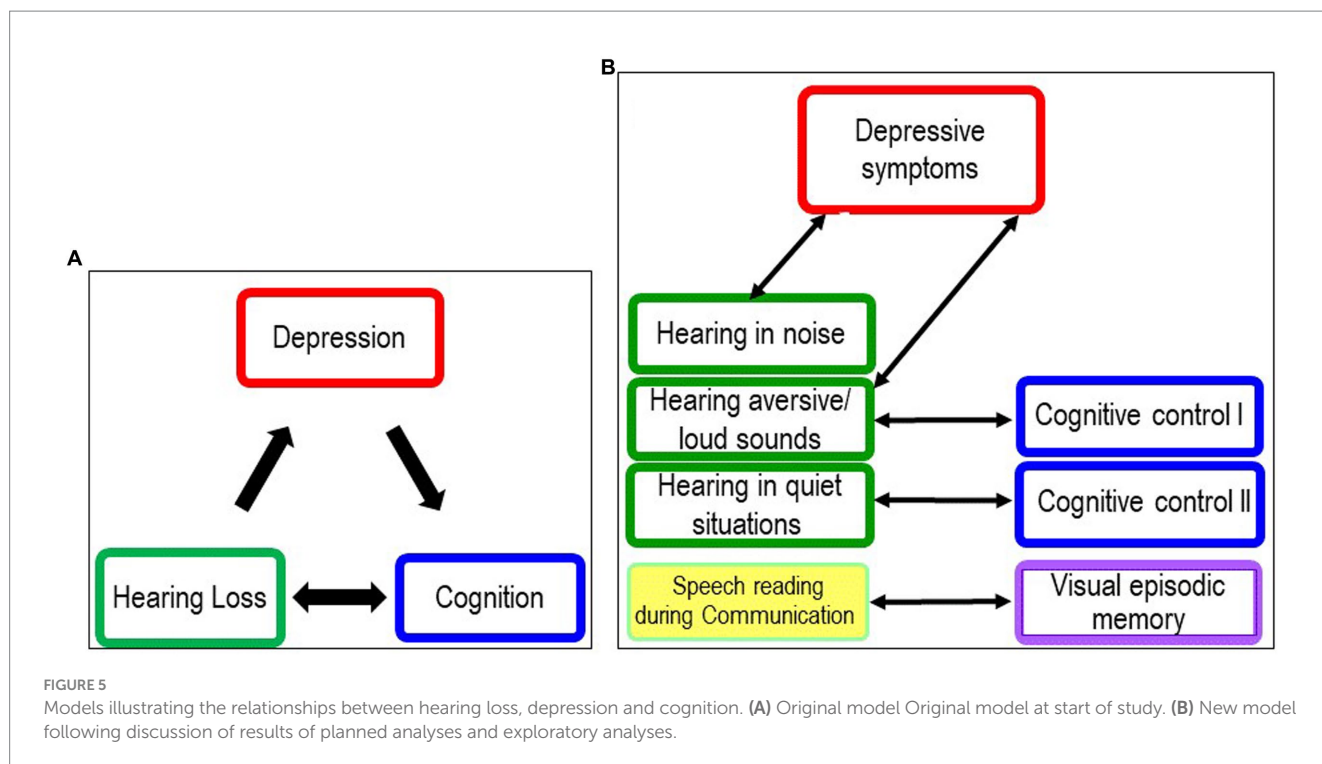 A
Depression
Hearing Loss
Cognition
B
Depressive
symptoms
Hearing in noise
Hearing aversive/
loud sounds
Cognitive control I
Hearing in quiet
situations
Cognitive control II
Speech reading
during Communication
Visual episodic
memory
FIGURE 5
Models illustrating the relationships between hearing loss, depression and cognition. (A) Original model Original model at start of study. (B) New model
following discussion of results of planned analyses and exploratory analyses.